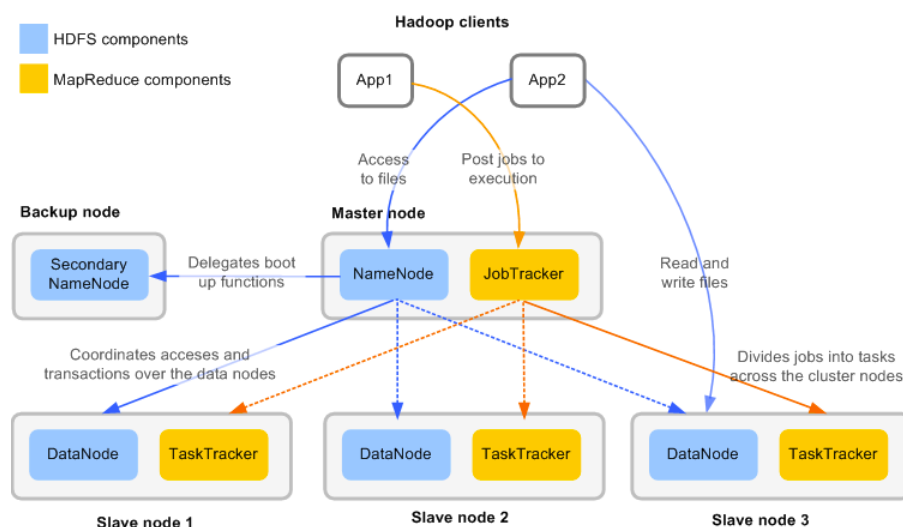 Hadoop clients
HDFS components
MapReduce components
App1
App2
Access
to files
Post jobs to
execution
Backup node
Master node
Secondary
NameNode
Delegates boot
up functions
NameNode
JobTracker
Read and
write files
Coordinates acceses and
transactions over the data nodes
Divides jobs into tasks
across the cluster nodes
DataNode
TaskTracker
DataNode
TaskTracker
DataNode
TaskTracker
Slave node 1
Slave node 2
Slave node 3